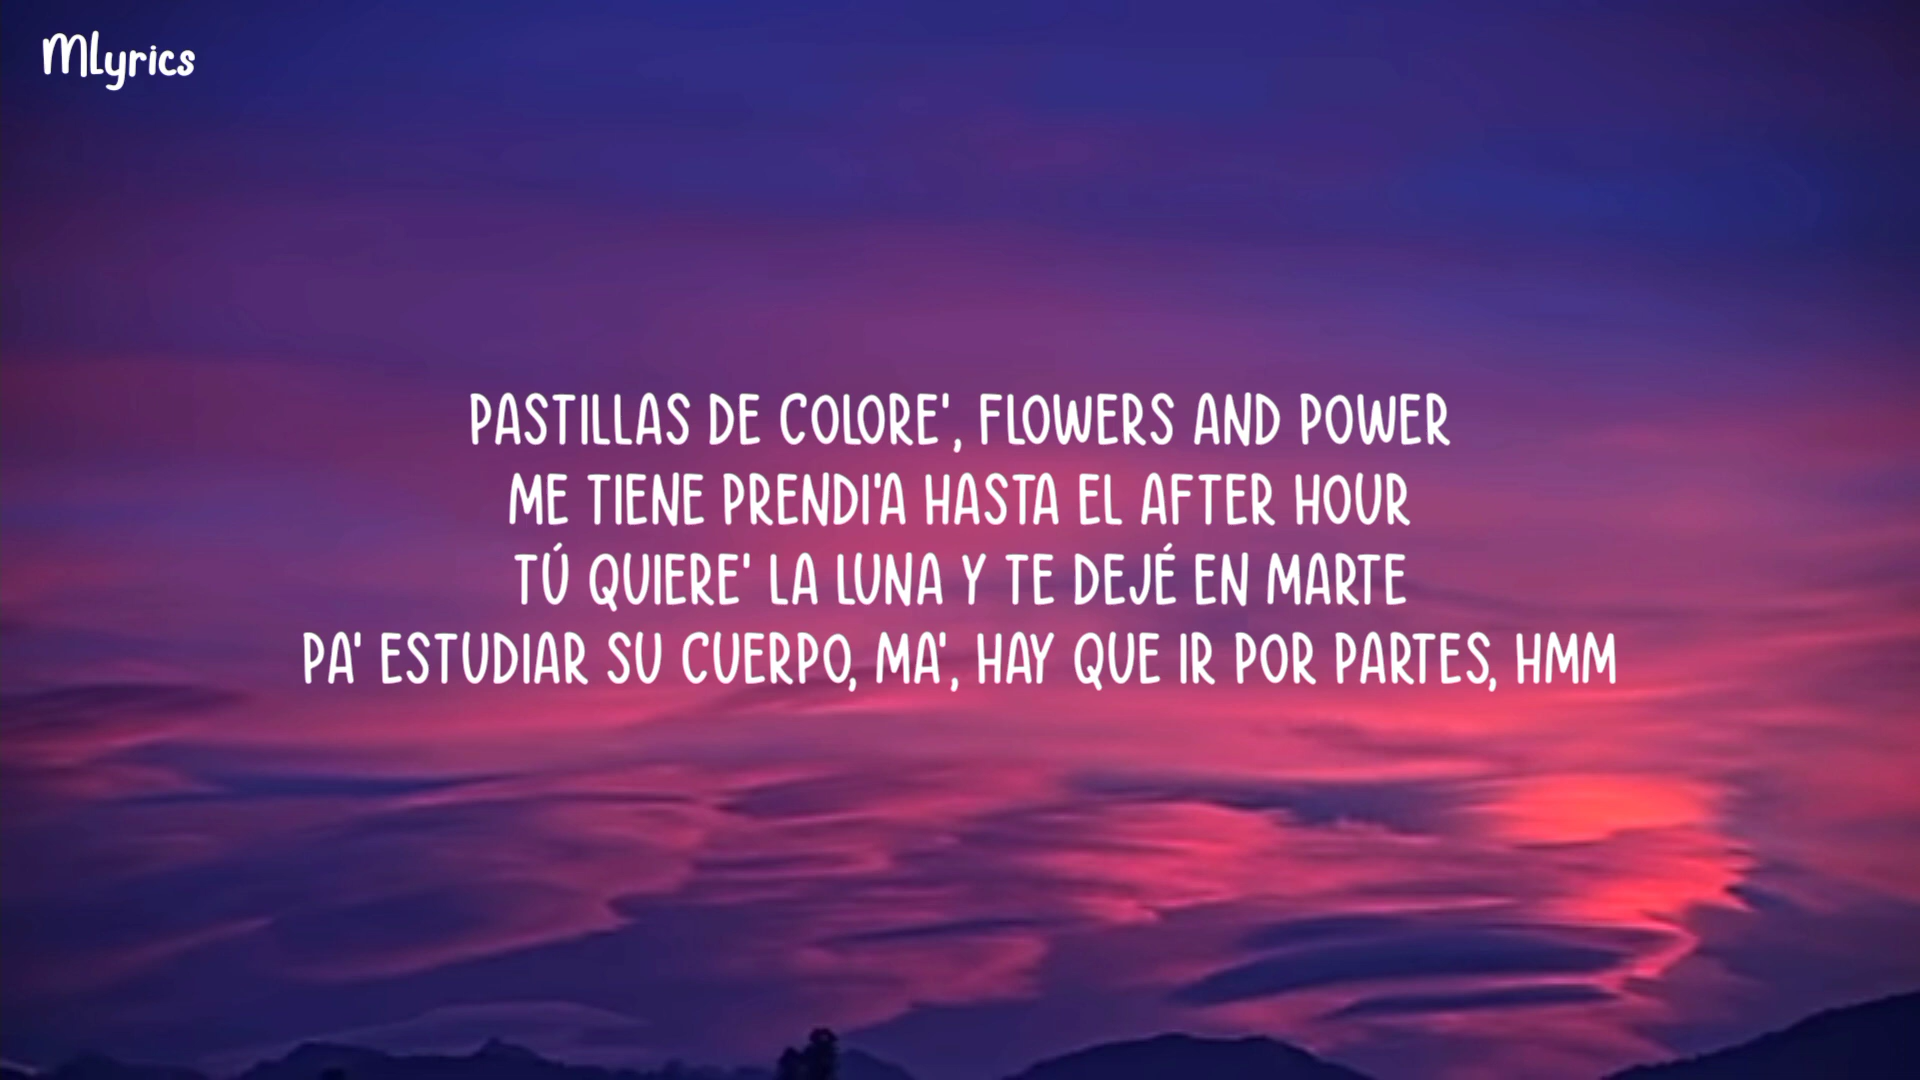 MLyrics
PASTILLAS DE COLORE', FLOWERS AND POWER
ME TIENE PRENDI'A HASTA EL AFTER HOUR
TÚ QUIERE' LA LUNA Y TE DEJÉ EN MARTE
PA' ESTUDIAR SU CUERPO, MA', HAY QUE IR POR PARTES, HMM